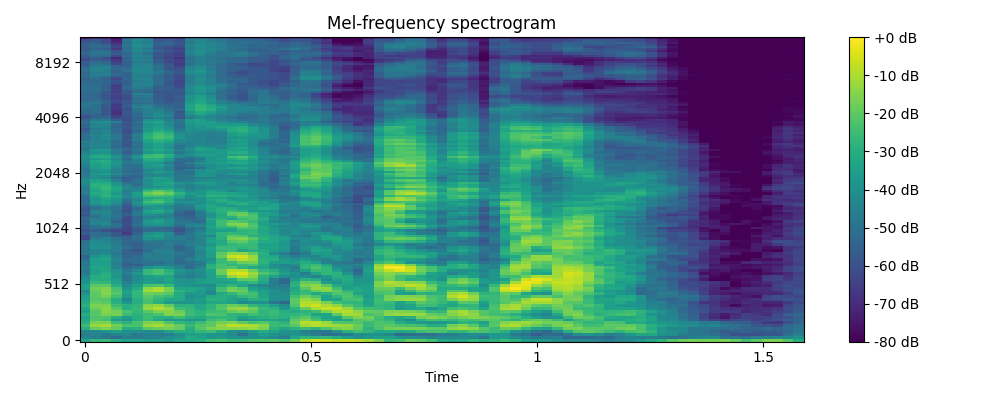 Mel-frequency spectrogram
Hz
8192
4096
2048
1024
512
0
0
0.5
1
1.5
Time
+0 dB
-10 dB
-20 dB
-30 dB
-40 dB
-50 dB
-60 dB
-70 dB
-80 dB